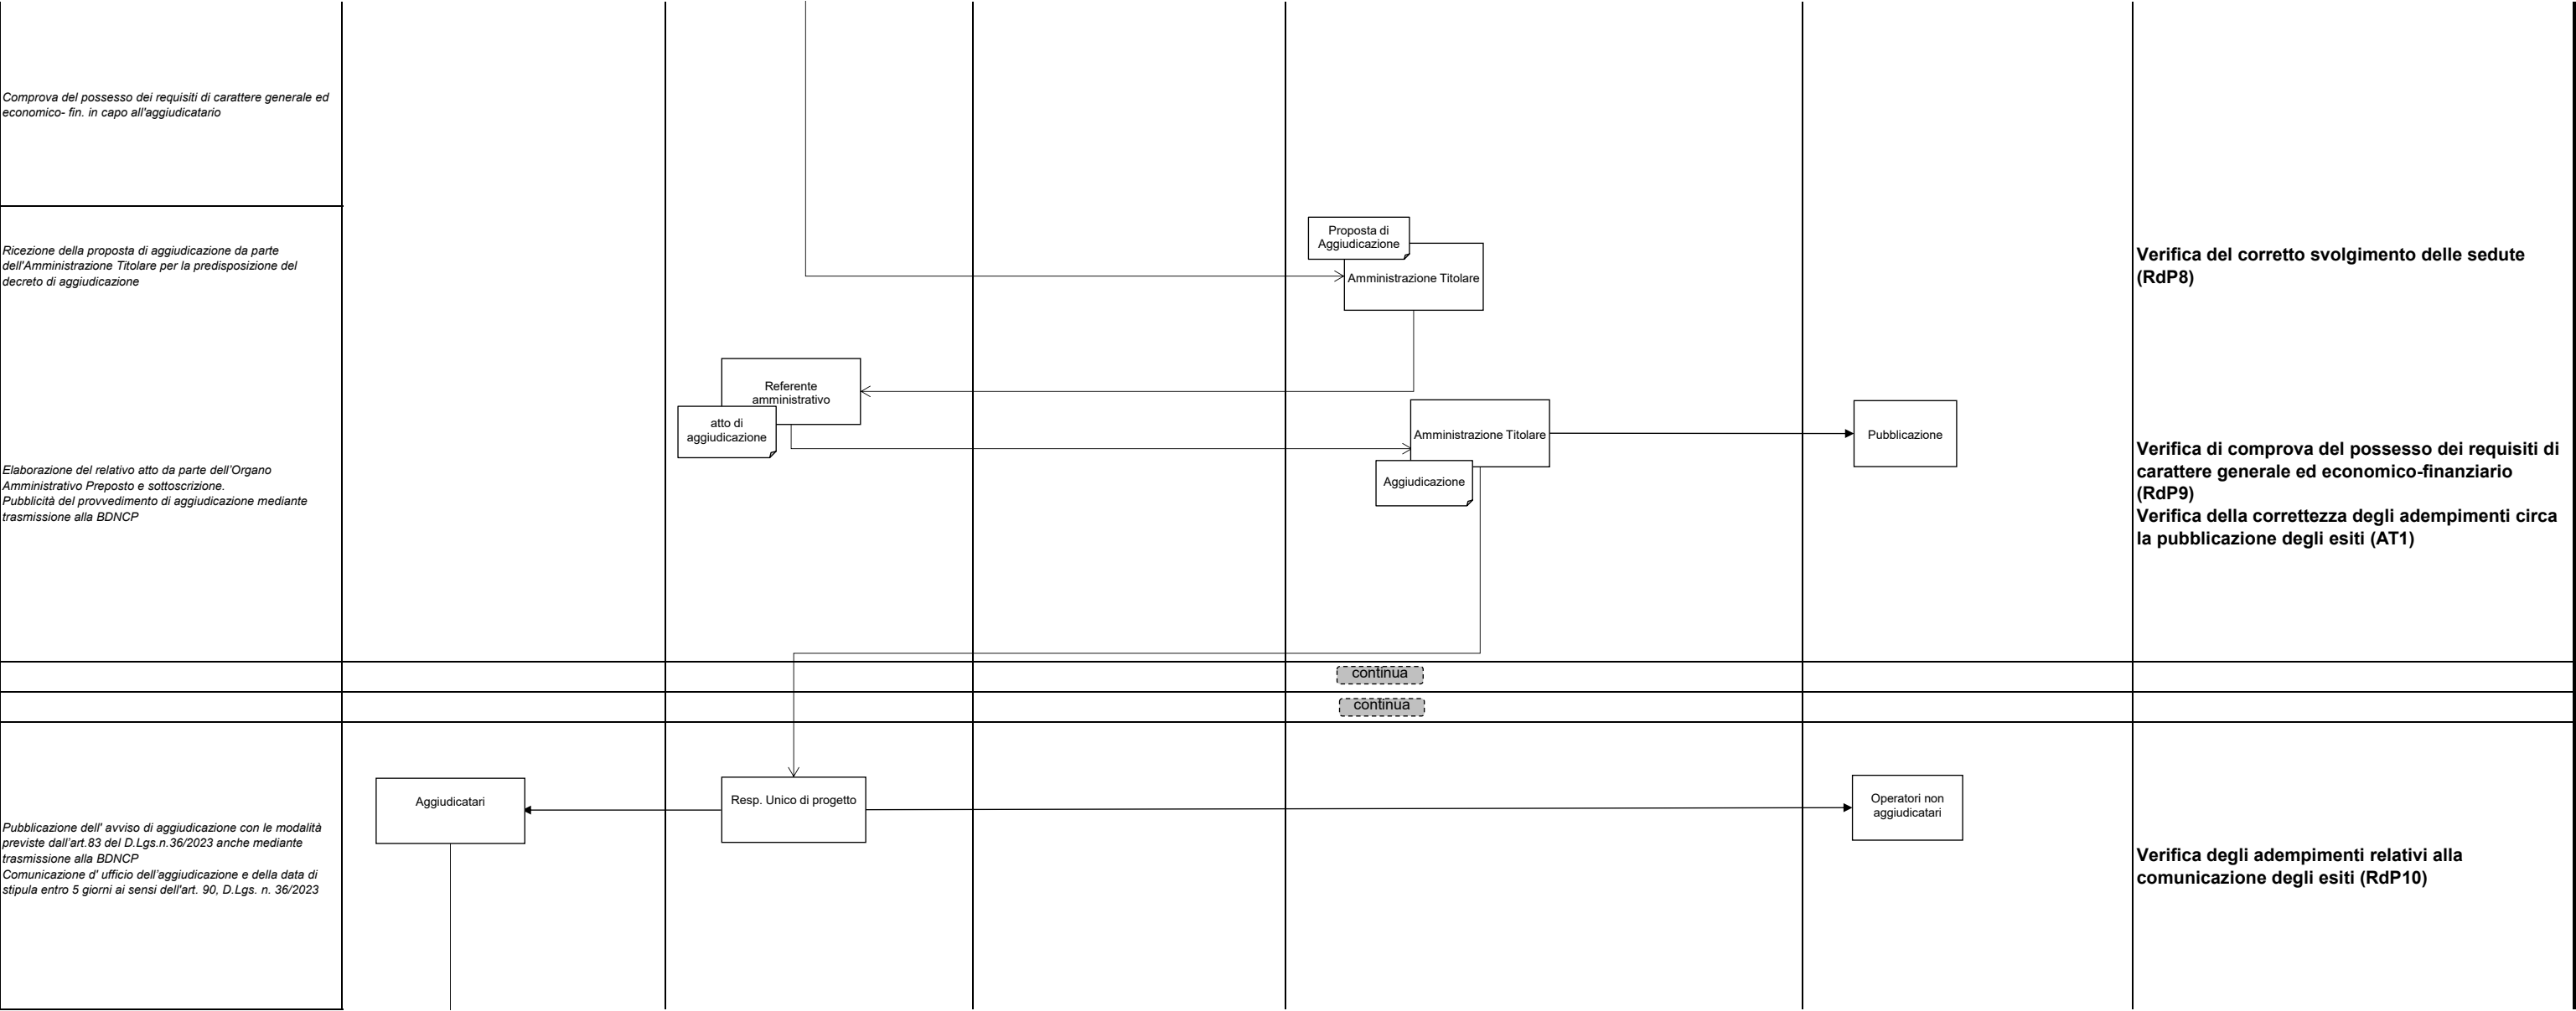 Comprova del possesso dei requisiti di carattere generale ed
economico- fin. in capo all'aggiudicatario
Ricezione della proposta di aggiudicazione da parte
dell'Amministrazione Titolare per la predisposizione del
decreto di aggiudicazione
Proposta di
Aggiudicazione
Amministrazione Titolare
Verifica del corretto svolgimento delle sedute
(RdP8)
Referente
amministrativo
atto di
aggiudicazione
Amministrazione Titolare
Aggiudicazione
Pubblicazione
Elaborazione del relativo atto da parte dell'Organo
Amministrativo Preposto e sottoscrizione.
Pubblicità del provvedimento di aggiudicazione mediante
trasmissione alla BDNCP
Verifica di comprova del possesso dei requisiti di
carattere generale ed economico-finanziario
(RdP9)
Verifica della correttezza degli adempimenti circa
la pubblicazione degli esiti (AT1)
continua
continua
Aggiudicatari
Resp. Unico di progetto
Operatori non
aggiudicatari
Pubblicazione dell' avviso di aggiudicazione con le modalità
previste dall'art.83 del D.Lgs.n.36/2023 anche mediante
trasmissione alla BDNCP
Comunicazione d' ufficio dell'aggiudicazione e della data di
stipula entro 5 giorni ai sensi dell'art. 90, D.Lgs. n. 36/2023
Verifica degli adempimenti relativi alla
comunicazione degli esiti (RdP10)